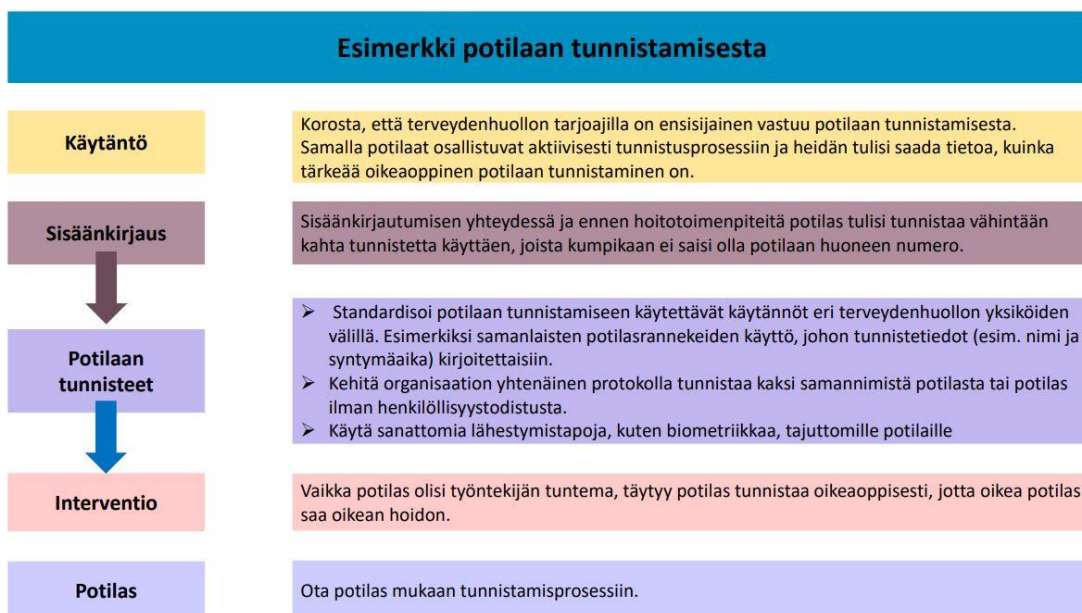 Esimerkki potilaan tunnistamisesta
Käytäntö
Korosta, että terveydenhuollon tarjoajilla on ensisijainen vastuu potilaan tunnistamisesta.
Samalla potilaat osallistuvat aktiivisesti tunnistusprosessiin ja heidän tulisi saada tietoa, kuinka
tärkeää oikeaoppinen potilaan tunnistaminen on.
Sisäänkirjaus
Sisäänkirjautumisen yhteydessä ja ennen hoitotoimenpiteitä potilas tulisi tunnistaa vähintään
kahta tunnistetta käyttäen, joista kumpikaan ei saisi olla potilaan huoneen numero.
Potilaan
tunnisteet
➢ Standardisoi potilaan tunnistamiseen käytettävät käytännöt eri terveydenhuollon yksiköiden
välillä. Esimerkiksi samanlaisten potilasrannekeiden käyttö, johon tunnistetiedot (esim. nimi ja
syntymäaika) kirjoitettaisiin.
➢ Kehitä organisaation yhtenäinen protokolla tunnistaa kaksi samannimistä potilasta tai potilas
ilman henkilöllisyystodistusta.
➢ Käytä sanattomia lähestymistapoja, kuten biometriikkaa, tajuttomille potilaille
Interventio
Vaikka potilas olisi työntekijän tuntema, täytyy potilas tunnistaa oikeaoppisesti, jotta oikea potilas
saa oikean hoidon.
Potilas
Ota potilas mukaan tunnistamisprosessiin.